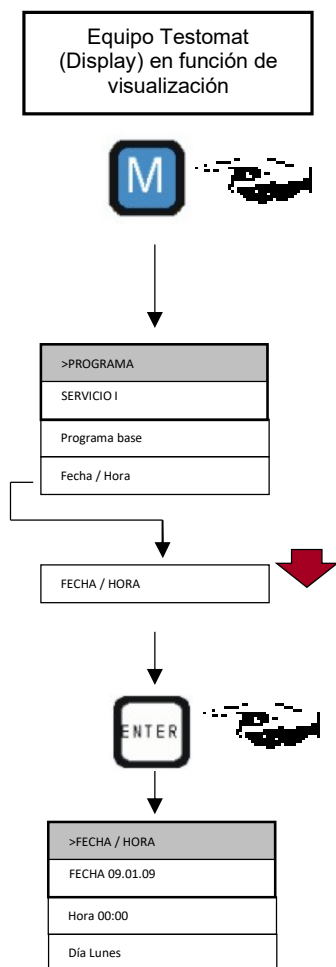 Equipo Testomat
(Display) en función de
visualización
M
>PROGRAMA
SERVICIO I
Programa base
Fecha / Hora
FECHA / HORA
ENTER
>FECHA / HORA
FECHA 09.01.09
Hora 00:00
Día Lunes